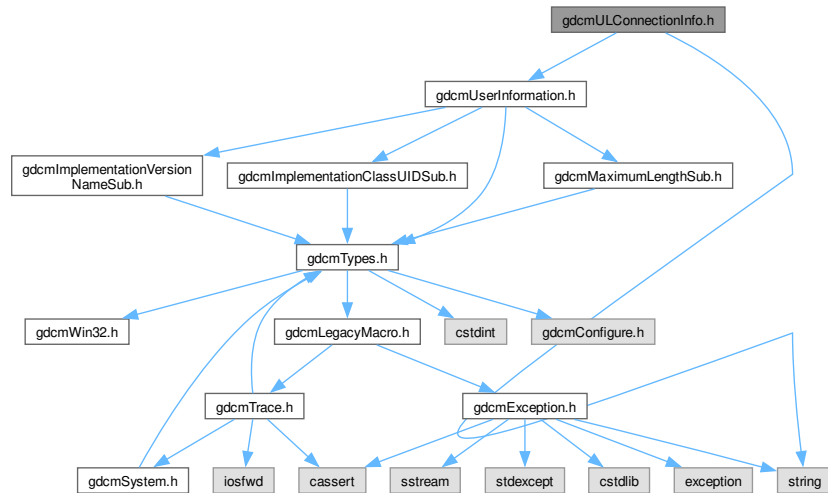 gdcmULConnectionInfo.h
gdcmUserInformation.h
gdcmImplementationVersion
NameSub.h
gdcmImplementationClassUIDSub.h
gdcmMaximumLengthSub.h
gdcmTypes.h
gdcmWin32.h
gdcmLegacyMacro.h
cstdint
gdcmConfigure.h
gdcmTrace.h
gdcmException.h
gdcmSystem.h
iosfwd
cassert
sstream
stdexcept
cstdlib
exception
string